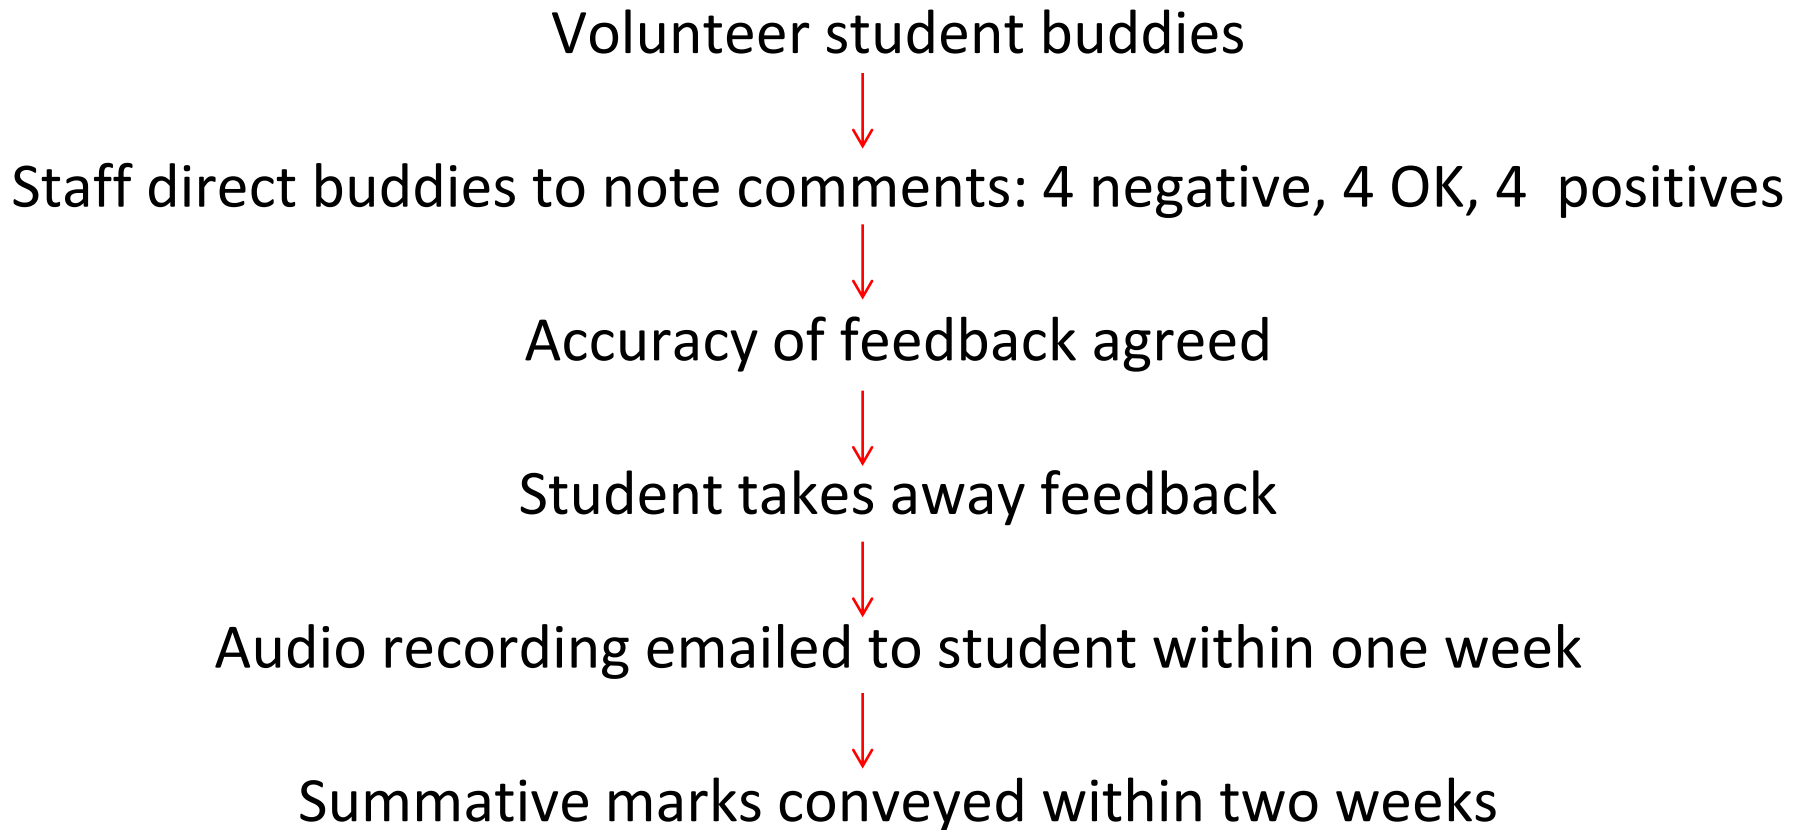 Volunteer student buddies
Staff direct buddies to note comments: 4 negative, 4 OK, 4  positives
Accuracy of feedback agreed
Student takes away feedback
Audio recording emailed to student within one week
Summative marks conveyed within two weeks